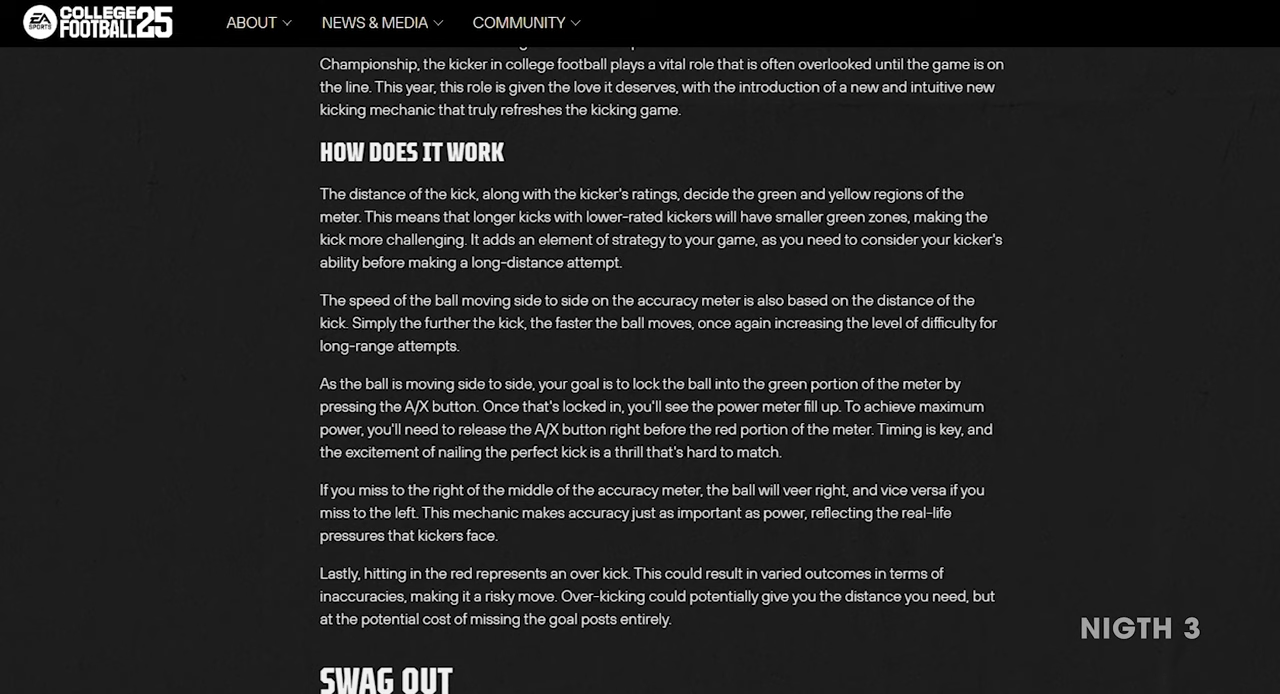 EA
SPORTS
COLLEGE
FOOTBALL 25
ABOUT
NEWS & MEDIA
COMMUNITY
Championship, the kicker in college football plays a vital role that is often overlooked until the game is on
the line. This year, this role is given the love it deserves, with the introduction of a new and intuitive new
kicking mechanic that truly refreshes the kicking game.
HOW DOES IT WORK
The distance of the kick, along with the kicker's ratings, decide the green and yellow regions of the
meter. This means that longer kicks with lower-rated kickers will have smaller green zones, making the
kick more challenging. It adds an element of strategy to your game, as you need to consider your kicker's
ability before making a long-distance attempt.
The speed of the ball moving side to side on the accuracy meter is also based on the distance of the
kick. Simply the further the kick, the faster the ball moves, once again increasing the level of difficulty for
long-range attempts.
As the ball is moving side to side, your goal is to lock the ball into the green portion of the meter by
pressing the A/X button. Once that's locked in, you'll see the power meter fill up. To achieve maximum
power, you'll need to release the A/X button right before the red portion of the meter. Timing is key, and
the excitement of nailing the perfect kick is a thrill that's hard to match.
If you miss to the right of the middle of the accuracy meter, the ball will veer right, and vice versa if you
miss to the left. This mechanic makes accuracy just as important as power, reflecting the real-life
pressures that kickers face.
Lastly, hitting in the red represents an over kick. This could result in varied outcomes in terms of
inaccuracies, making it a risky move. Over-kicking could potentially give you the distance you need, but
at the potential cost of missing the goal posts entirely.
NIGTH 3
SWAG OUT